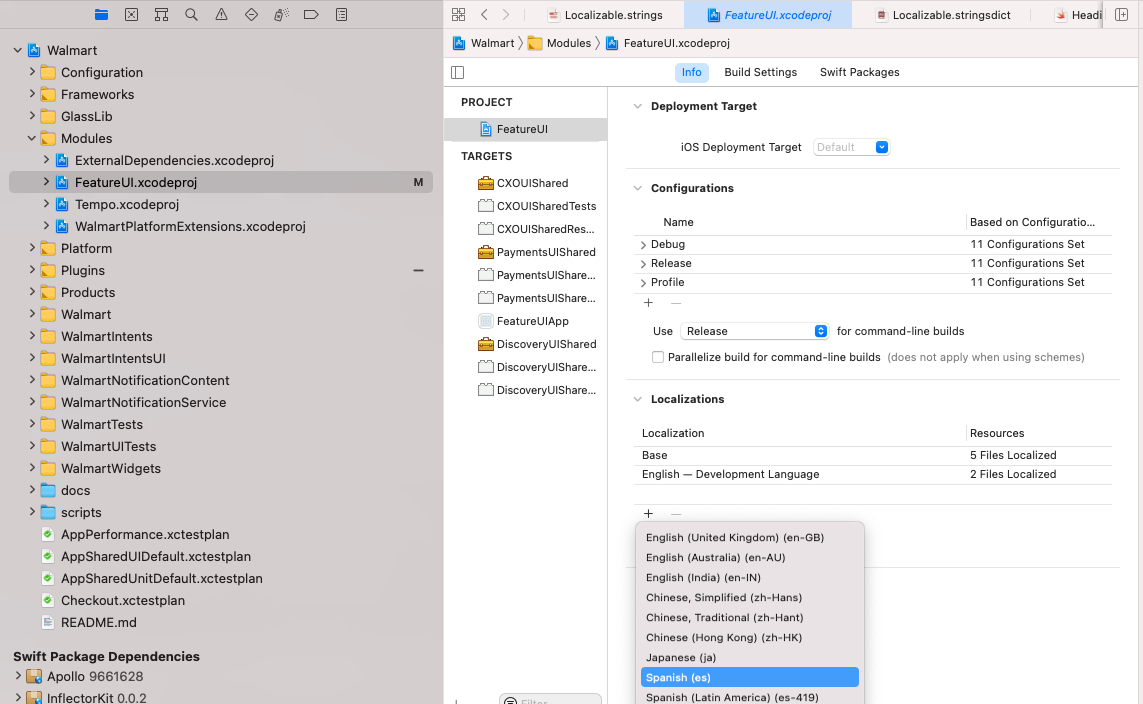 Walmart
Configuration
Frameworks
GlassLib
Modules
ExternalDependencies.xcodeproj
FeatureUI.xcodeproj M
Tempo.xcodeproj
WalmartPlatformExtensions.xcodeproj
Platform
Plugins
Products
Walmart
WalmartIntents
WalmartIntentsUI
WalmartNotificationContent
WalmartNotificationService
WalmartTests
WalmartUITests
WalmartWidgets
docs
scripts
AppPerformance.xctestplan
AppSharedUIDefault.xctestplan
AppSharedUnitDefault.xctestplan
Checkout.xctestplan
README.md
Swift Package Dependencies
Apollo 9661628
InflectorKit 0.0.2
Localizable.strings FeatureUI.xcodeproj Localizable.stringsdict Headi
Walmart Modules FeatureUI.xcodeproj
Info Build Settings Swift Packages
PROJECT
FeatureUI
TARGETS
CXOUIShared
CXOUISharedTests
CXOUISharedRes...
PaymentsUIShared
PaymentsUIShare...
PaymentsUIShare...
FeatureUIApp
DiscoveryUIShared
DiscoveryUIShare...
DiscoveryUIShare...
Filter
Deployment Target
iOS Deployment Target Default
Configurations
Name Based on Configuratio...
Debug 11 Configurations Set
Release 11 Configurations Set
Profile 11 Configurations Set
+ —
Use Release for command-line builds
Parallelize build for command-line builds (does not apply when using schemes)
Localizations
Localization Resources
Base 5 Files Localized
English — Development Language 2 Files Localized
+ —
English (United Kingdom) (en-GB)
English (Australia) (en-AU)
English (India) (en-IN)
Chinese, Simplified (zh-Hans)
Chinese, Traditional (zh-Hant)
Chinese (Hong Kong) (zh-HK)
Japanese (ja)
Spanish (es)
Spanish (Latin America) (es-419)